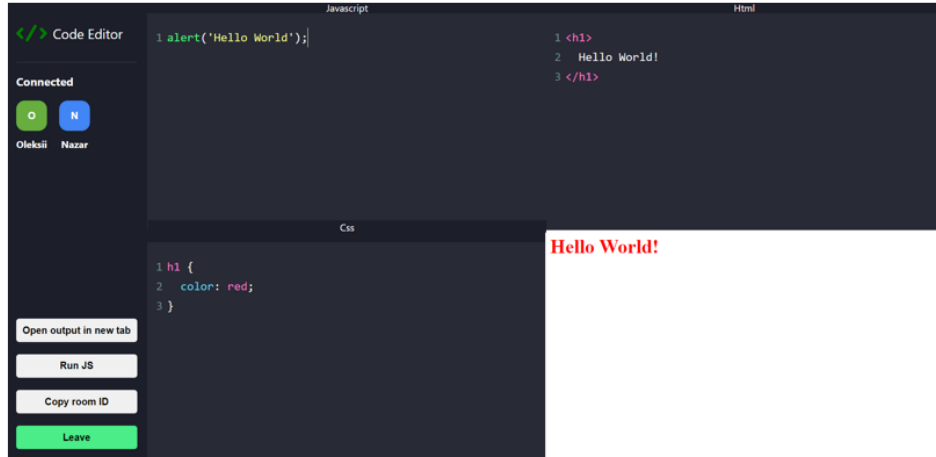 </> Code Editor
Connected
O N
Oleksii Nazar
Open output in new tab
Run JS
Copy room ID
Leave
Javascript
1 alert('Hello World');
Html
1 <h1>
2   Hello World!
3 </h1>
Css
1 h1 {
2   color: red;
3 }
Hello World!